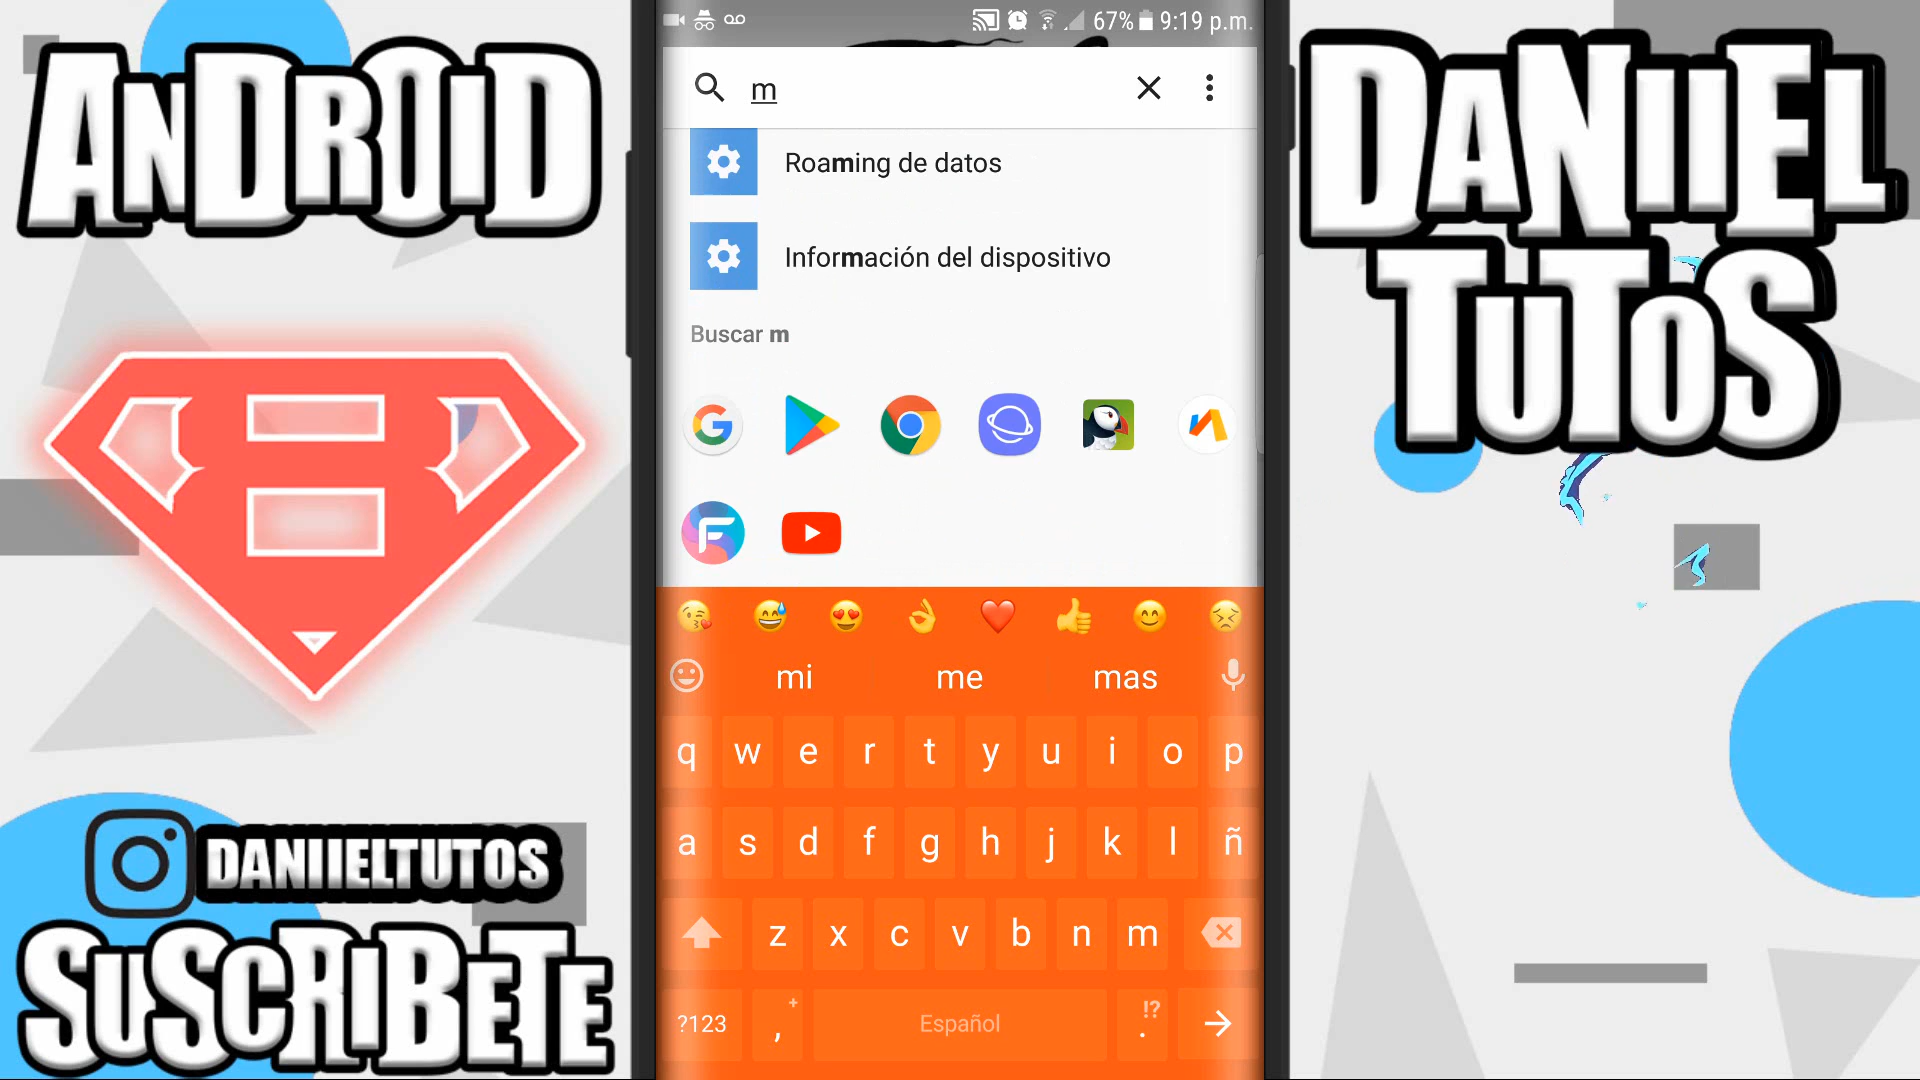 ANDROID
DANIIELTUTOS
SUSCRIBETE
67% 9:19 p.m.
m
Roaming de datos
Información del dispositivo
Buscar m
mi me mas
q w e r t y u i o p
a s d f g h j k l ñ
z x c v b n m
?123 , + Español . !?
DANIIEL
TUTOS